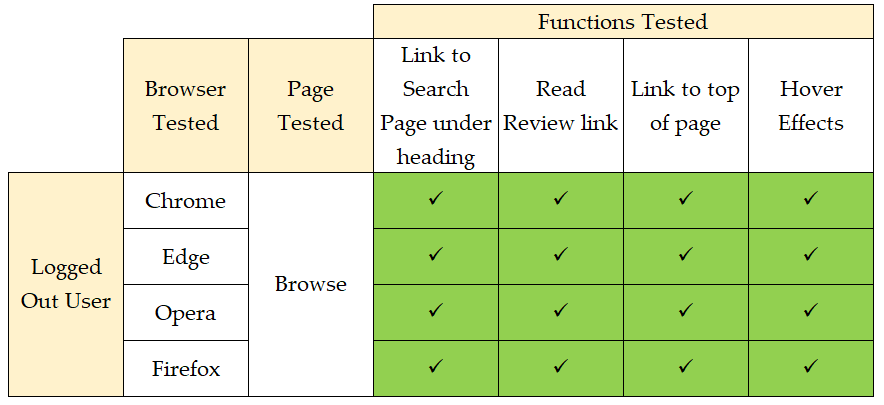 Functions Tested
Browser
Tested
Page
Tested
Link to
Search
Page under
heading
Read
Review link
Link to top
of page
Hover
Effects
Logged
Out User
Chrome
✓ ✓ ✓ ✓
Edge
✓ ✓ ✓ ✓
Browse
Opera
✓ ✓ ✓ ✓
Firefox
✓ ✓ ✓ ✓